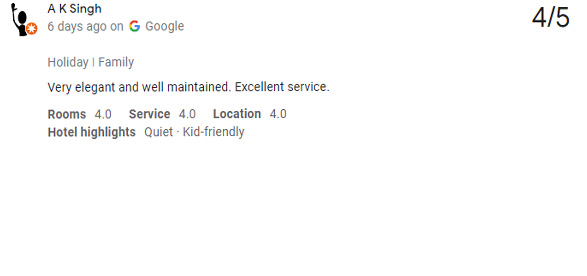 A K Singh
6 days ago on Google
4/5
Holiday | Family
Very elegant and well maintained. Excellent service.
Rooms 4.0 Service 4.0 Location 4.0
Hotel highlights Quiet · Kid-friendly